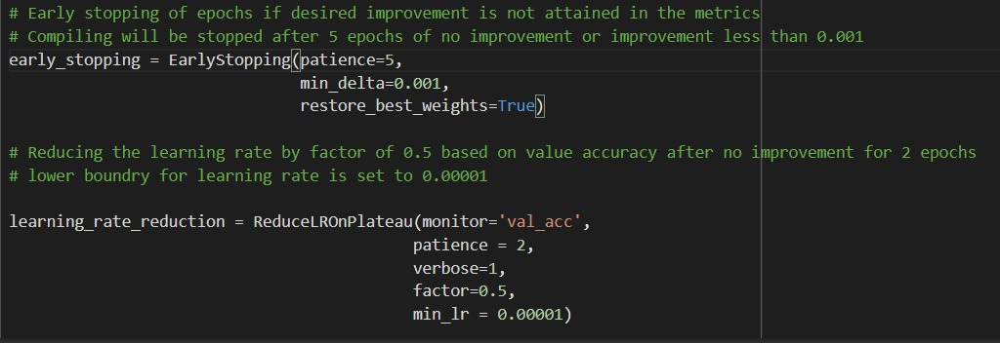 # Early stopping of epochs if desired improvement is not attained in the metrics
# Compiling will be stopped after 5 epochs of no improvement or improvement less than 0.001
early_stopping = EarlyStopping(patience=5,
min_delta=0.001,
restore_best_weights=True)
# Reducing the learning rate by factor of 0.5 based on value accuracy after no improvement for 2 epochs
# lower boundry for learning rate is set to 0.00001
learning_rate_reduction = ReduceLROnPlateau(monitor='val_acc',
patience = 2,
verbose=1,
factor=0.5,
min_lr = 0.00001)